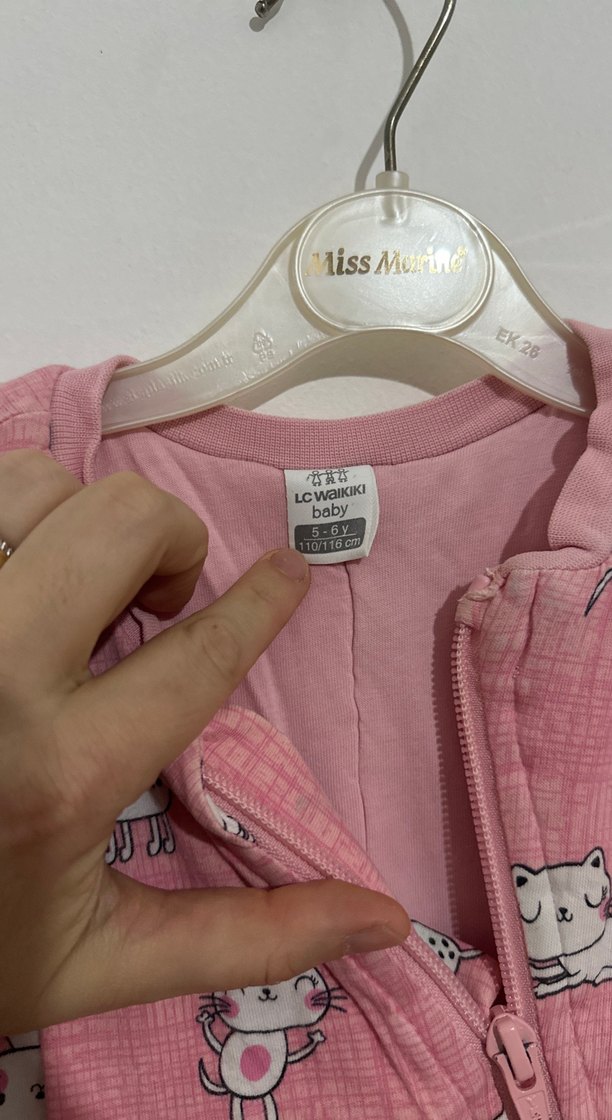 Miss Marine
EK 26
LC WAIKIKI
baby
5 - 6 y
110/116 cm